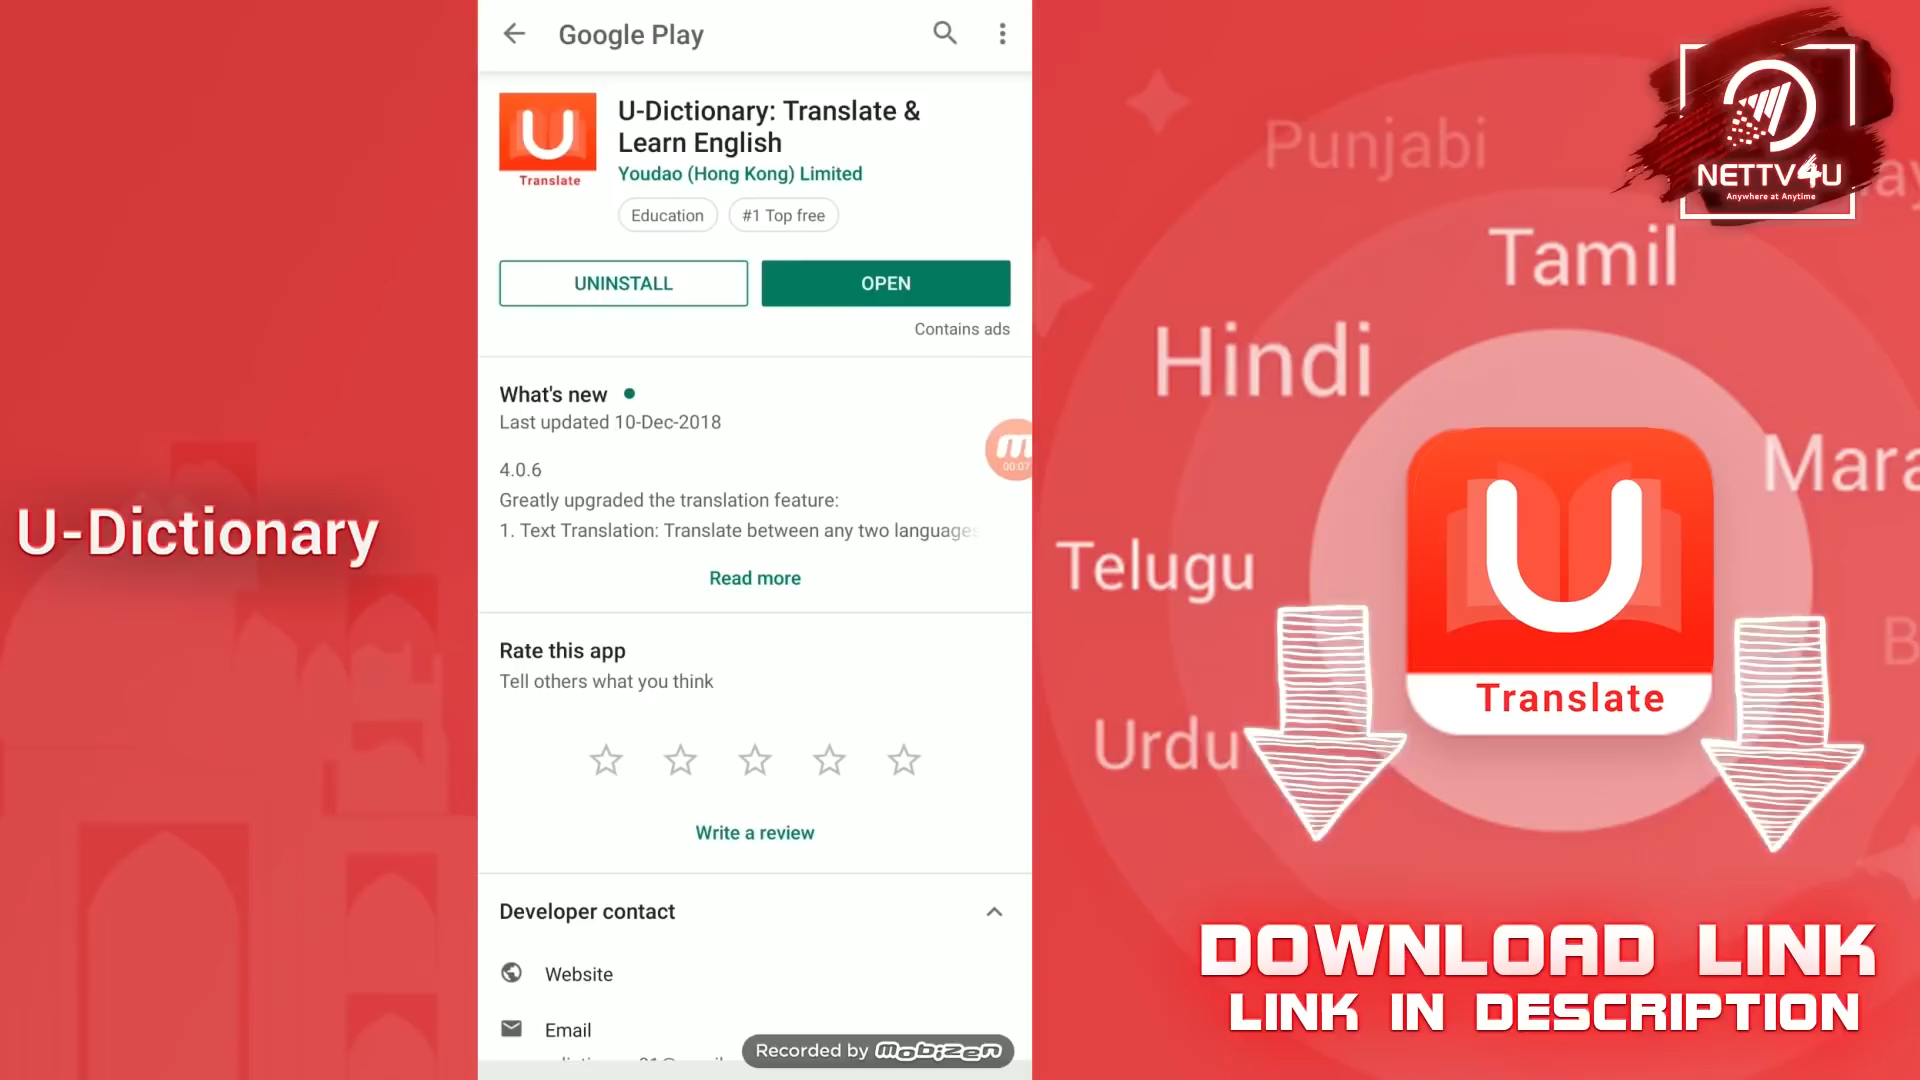 U-Dictionary
Google Play
U-Dictionary: Translate &
Learn English
Youdao (Hong Kong) Limited
Translate
Education
#1 Top free
UNINSTALL
OPEN
Contains ads
What's new
Last updated 10-Dec-2018
4.0.6
Greatly upgraded the translation feature:
1. Text Translation: Translate between any two languages
Read more
00:07
Rate this app
Tell others what you think
Write a review
Developer contact
Website
Email
Recorded by mobizen
NETTV4U
Anywhere at Anytime
Punjabi
Tamil
Hindi
Telugu
Urdu
Translate
DOWNLOAD LINK
LINK IN DESCRIPTION